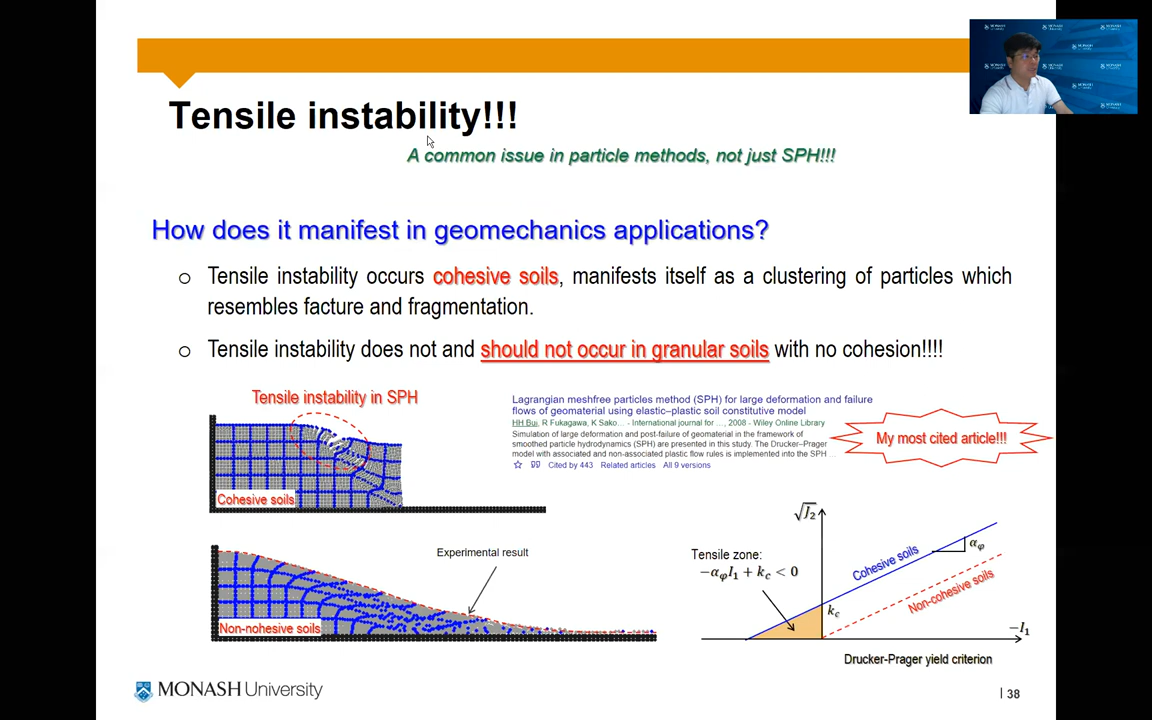 Tensile instability!!!
A common issue in particle methods, not just SPH!!!
How does it manifest in geomechanics applications?
o Tensile instability occurs cohesive soils, manifests itself as a clustering of particles which
resembles facture and fragmentation.
o Tensile instability does not and should not occur in granular soils with no cohesion!!!!
Tensile instability in SPH
Cohesive soils
Lagrangian meshfree particles method (SPH) for large deformation and failure
flows of geomaterial using elastic–plastic soil constitutive model
HH Bui, R Fukagawa, K Sako... - International journal for ..., 2008 - Wiley Online Library
Simulation of large deformation and post-failure of geomaterial in the framework of
smoothed particle hydrodynamics (SPH) are presented in this study. The Drucker–Prager
model with associated and non-associated plastic flow rules is implemented into the SPH ...
Cited by 443 Related articles All 9 versions
My most cited article!!!
Experimental result
Non-nohesive soils
√J₂
Tensile zone:
−αφI₁ + k_c < 0
Cohesive soils
αφ
Non-cohesive soils
k_c
−I₁
Drucker-Prager yield criterion
MONASH University
38